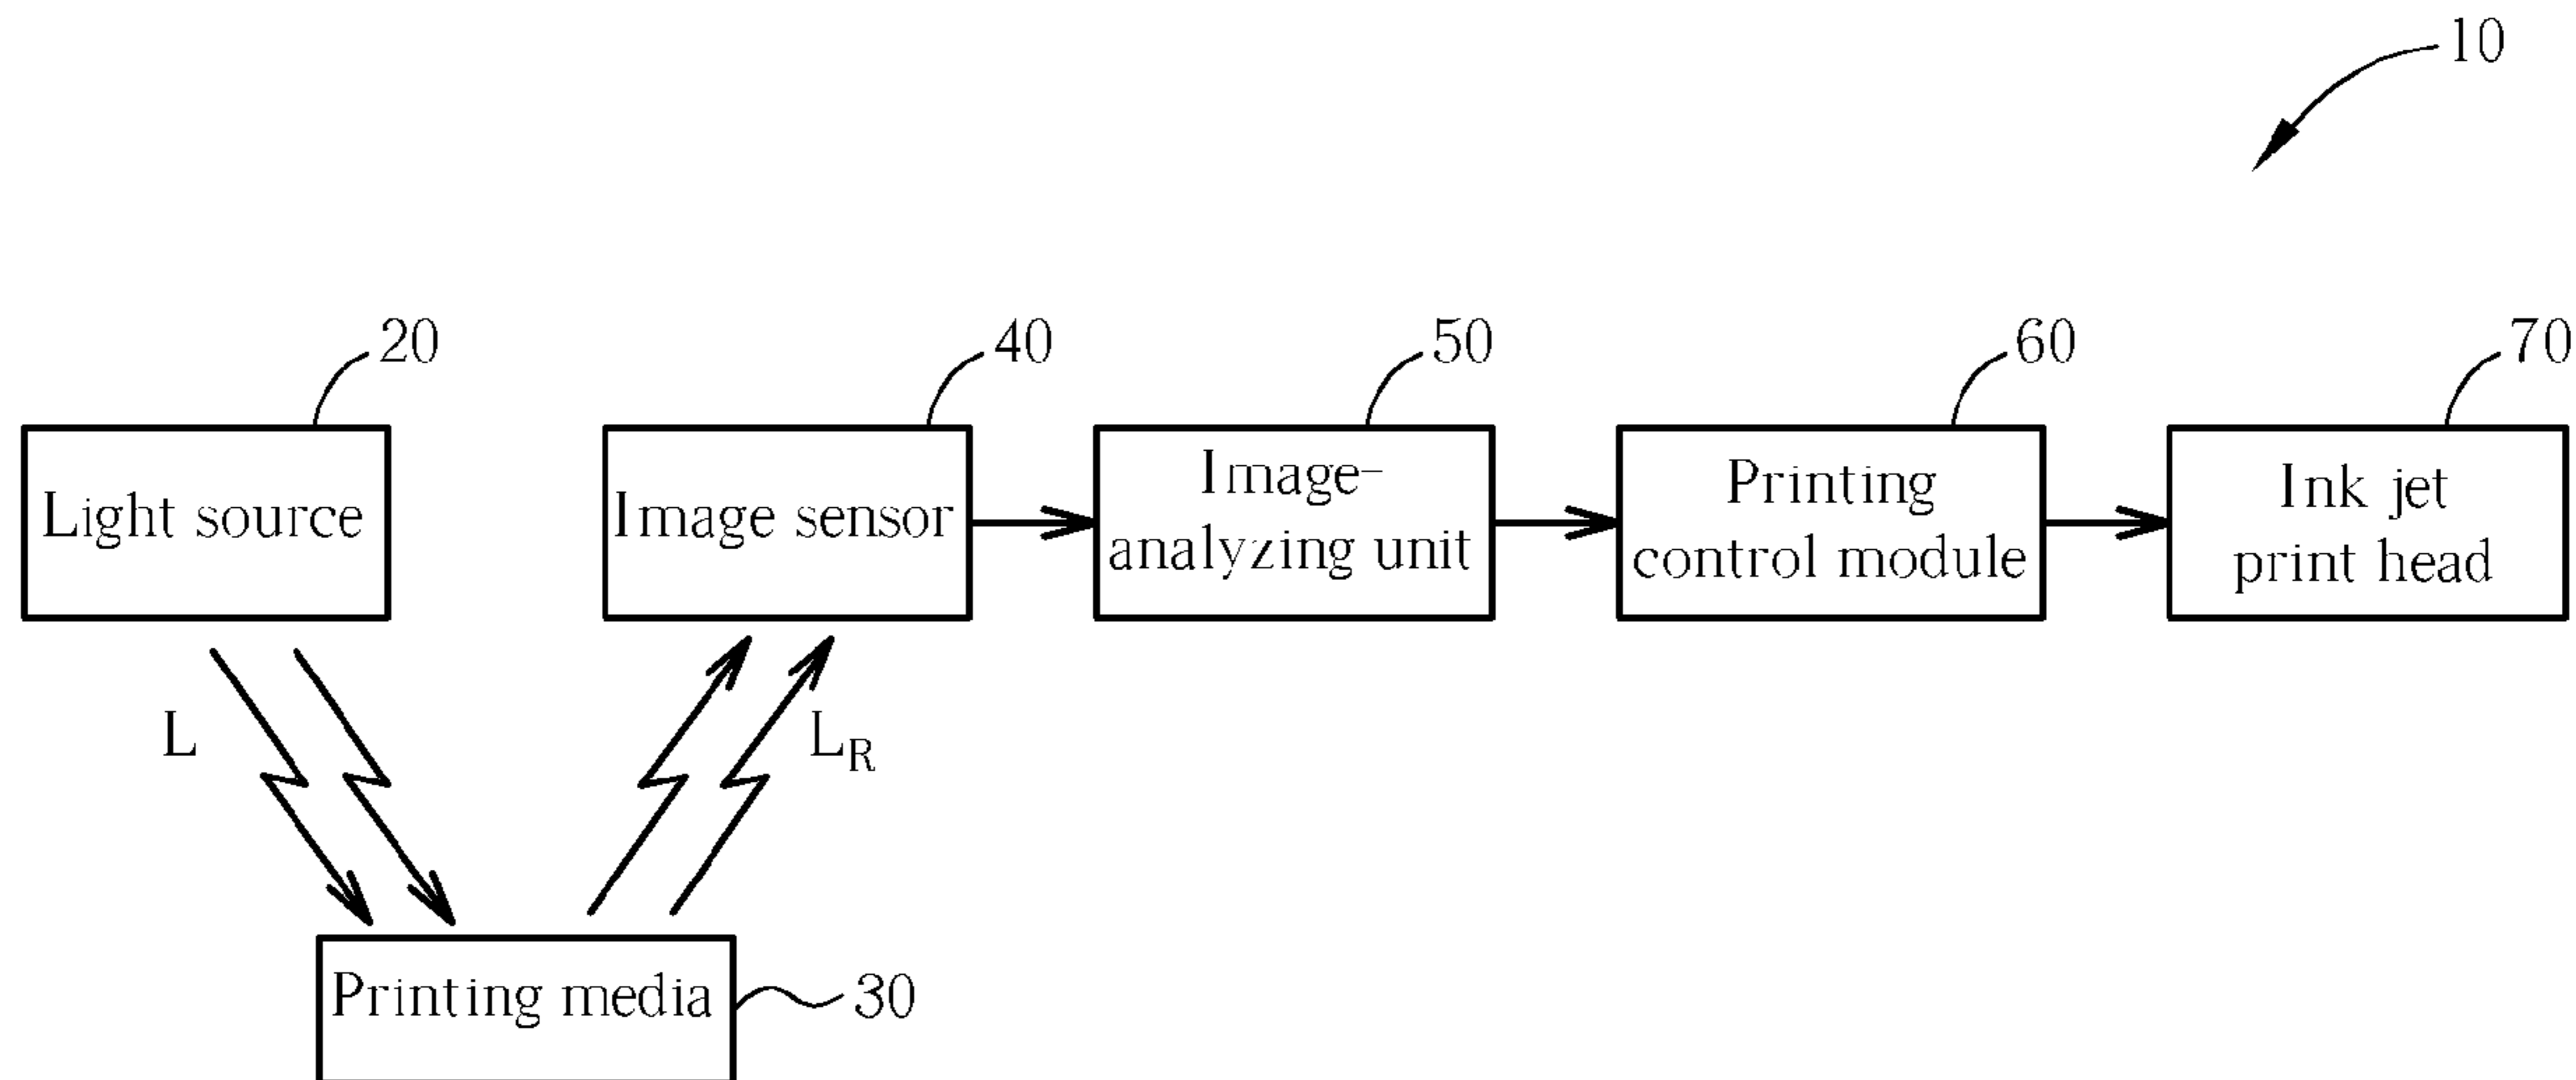 10
20
40
50
60
70
Light source
Image sensor
Image-
analyzing unit
Printing
control module
Ink jet
print head
L
L_R
Printing media
30